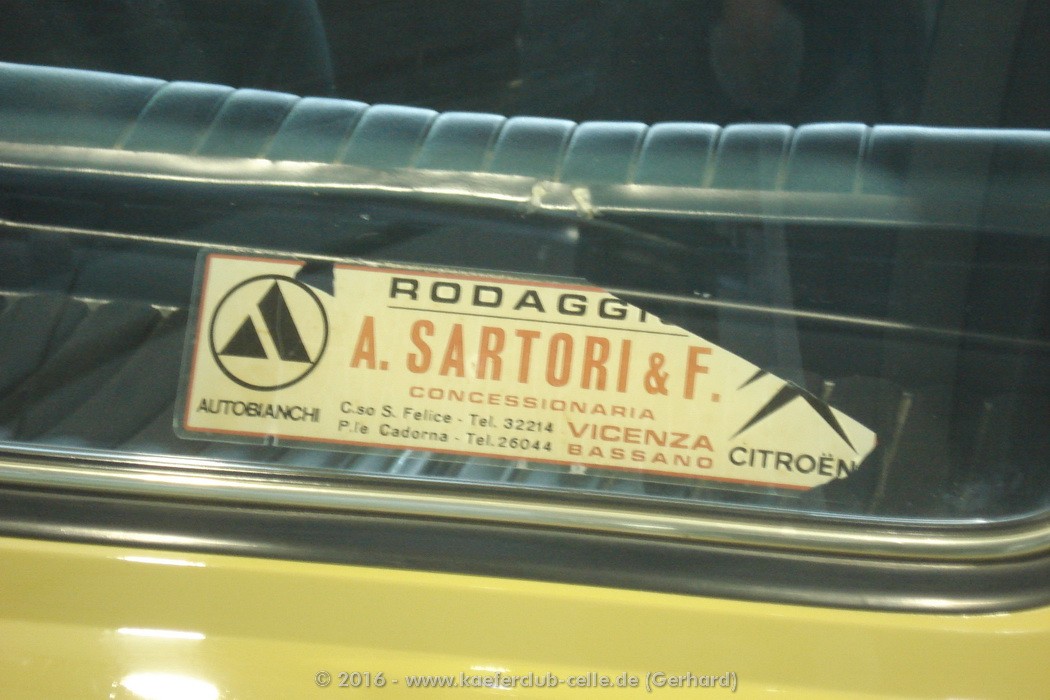 RODAGGIO
A. SARTORI & F.
CONCESSIONARIA
AUTOBIANCHI
C.so S. Felice - Tel. 32214
P.le Cadorna - Tel. 26044
VICENZA
BASSANO
CITROËN
© 2016 - www.kaeferclub-celle.de (Gerhard)